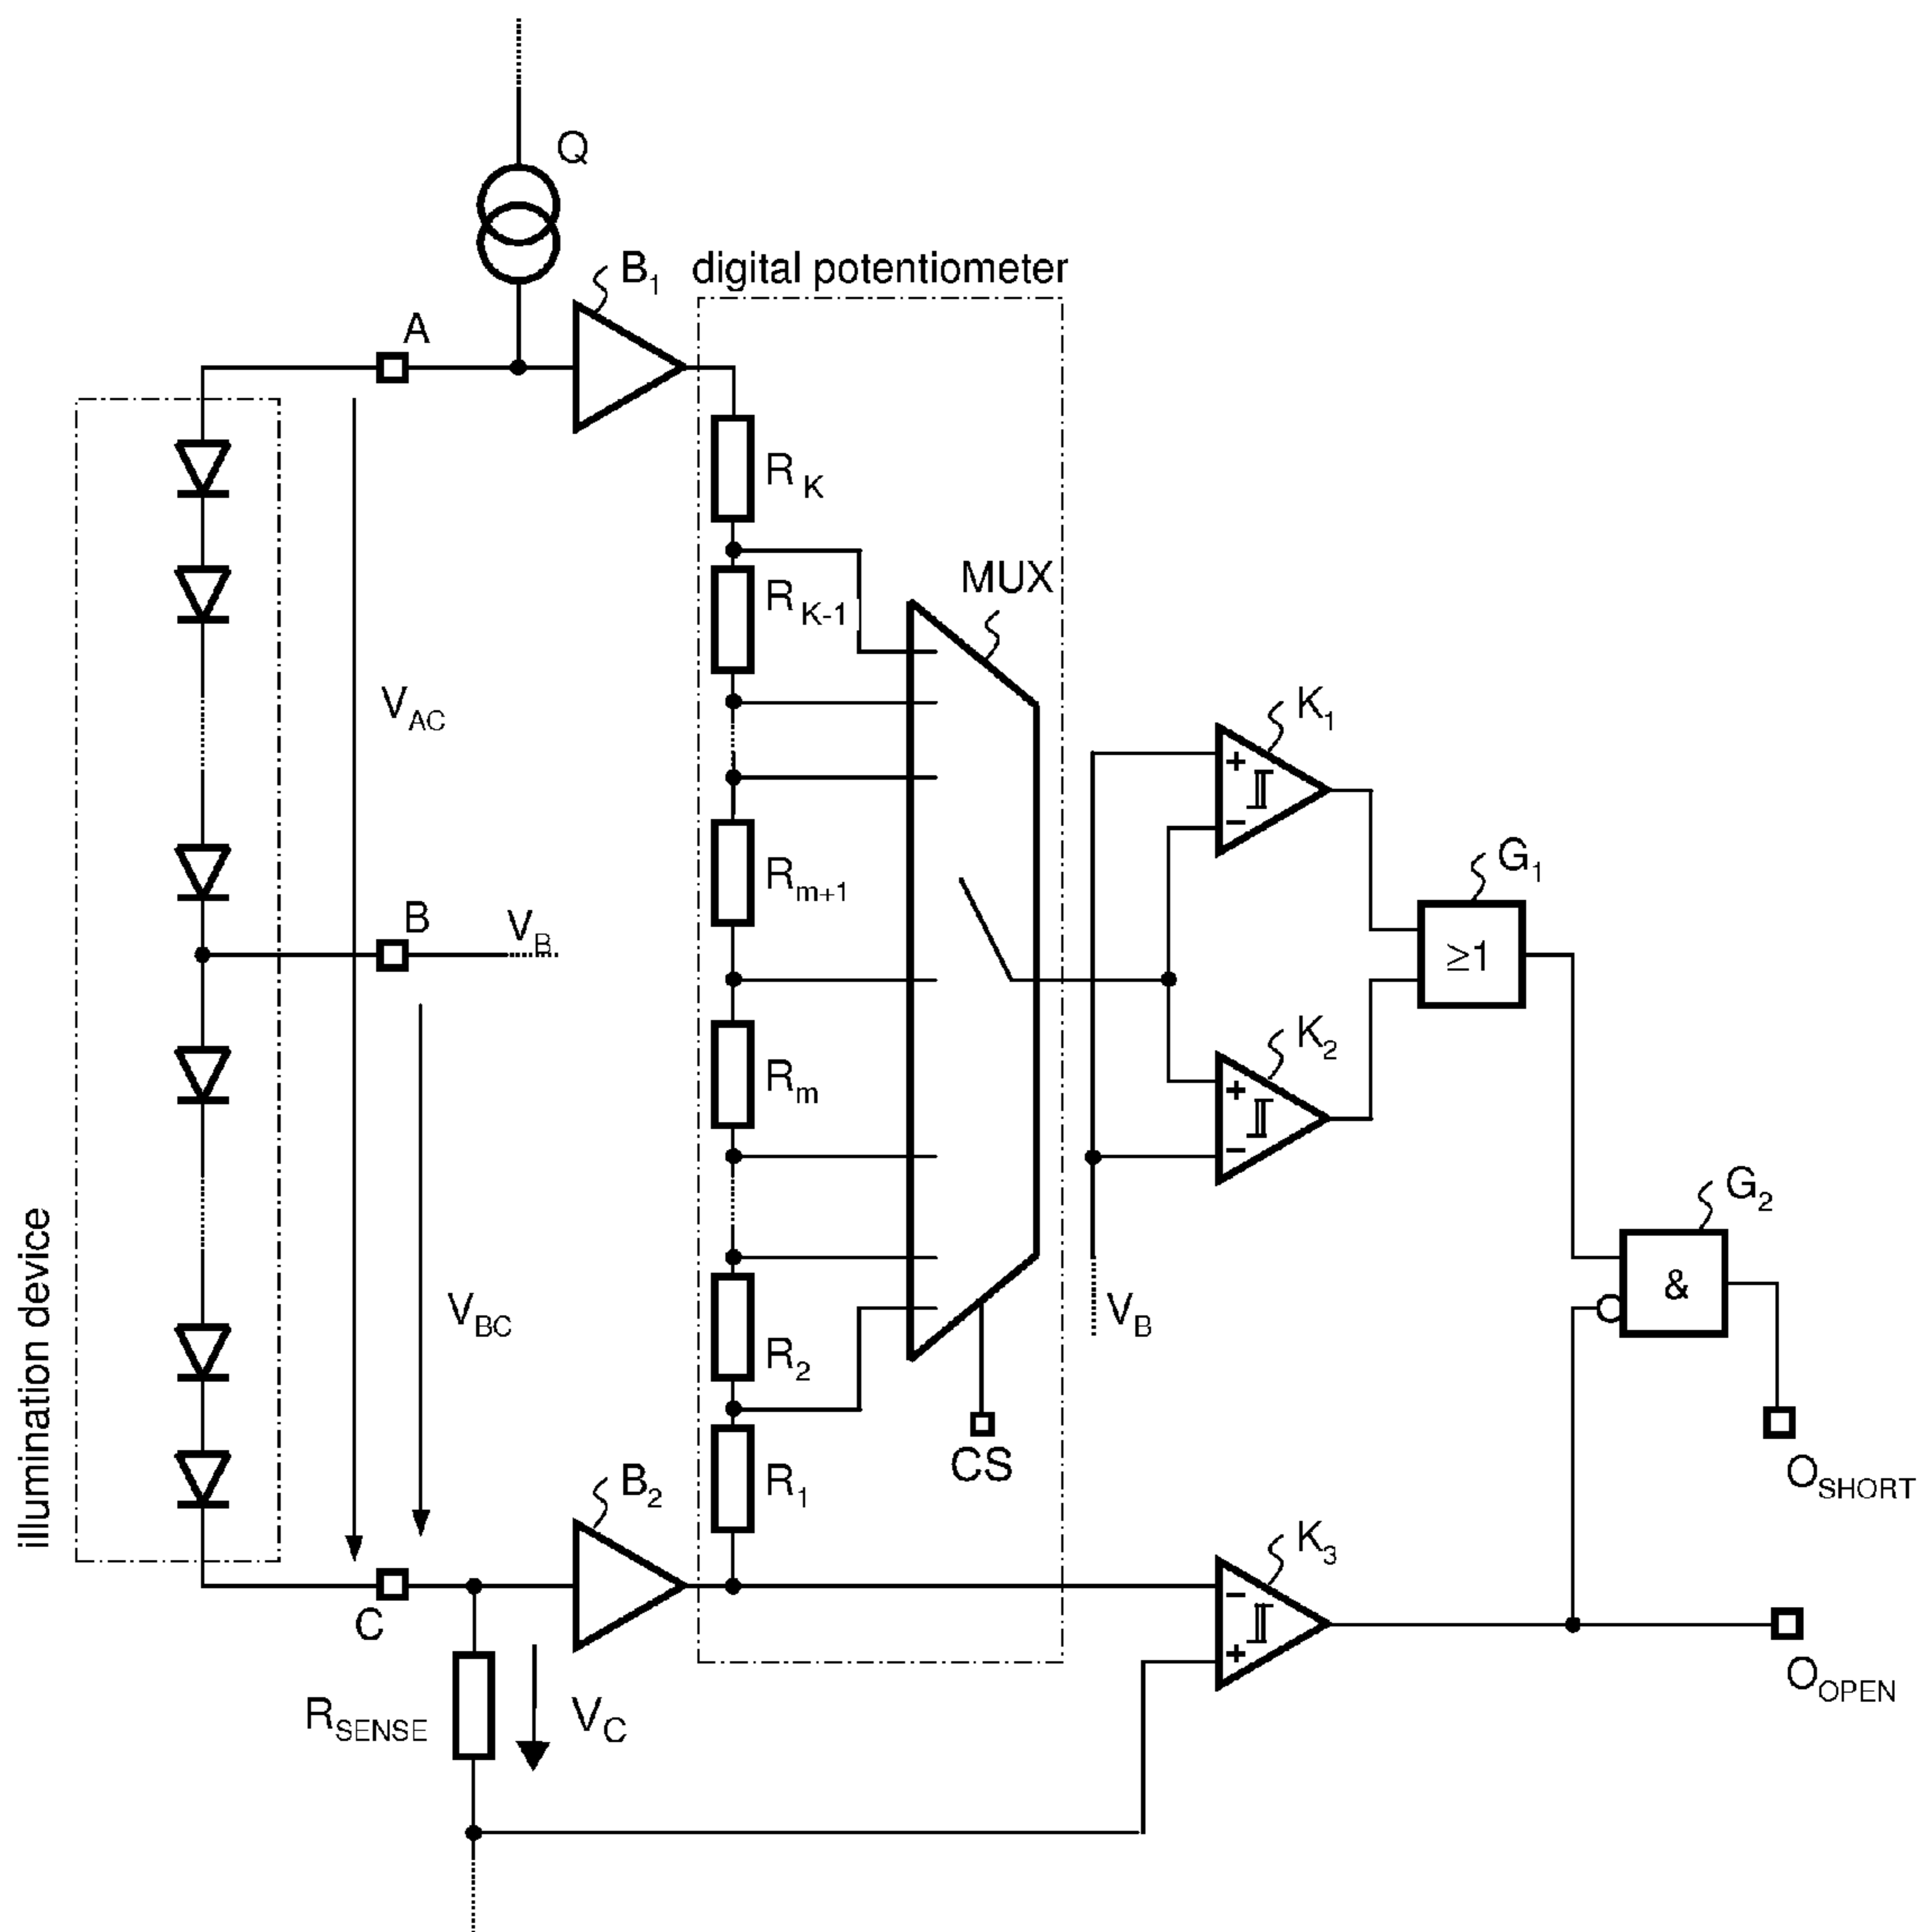 Q
B1
digital potentiometer
A
RK
RK-1
MUX
VAC
K1
+
−
Rm+1
G1
≥1
B
VB
K2
+
−
Rm
G2
&
VBC
R2
VB
CS
OSHORT
illumination device
B2
R1
K3
−
+
C
OOPEN
RSENSE
VC